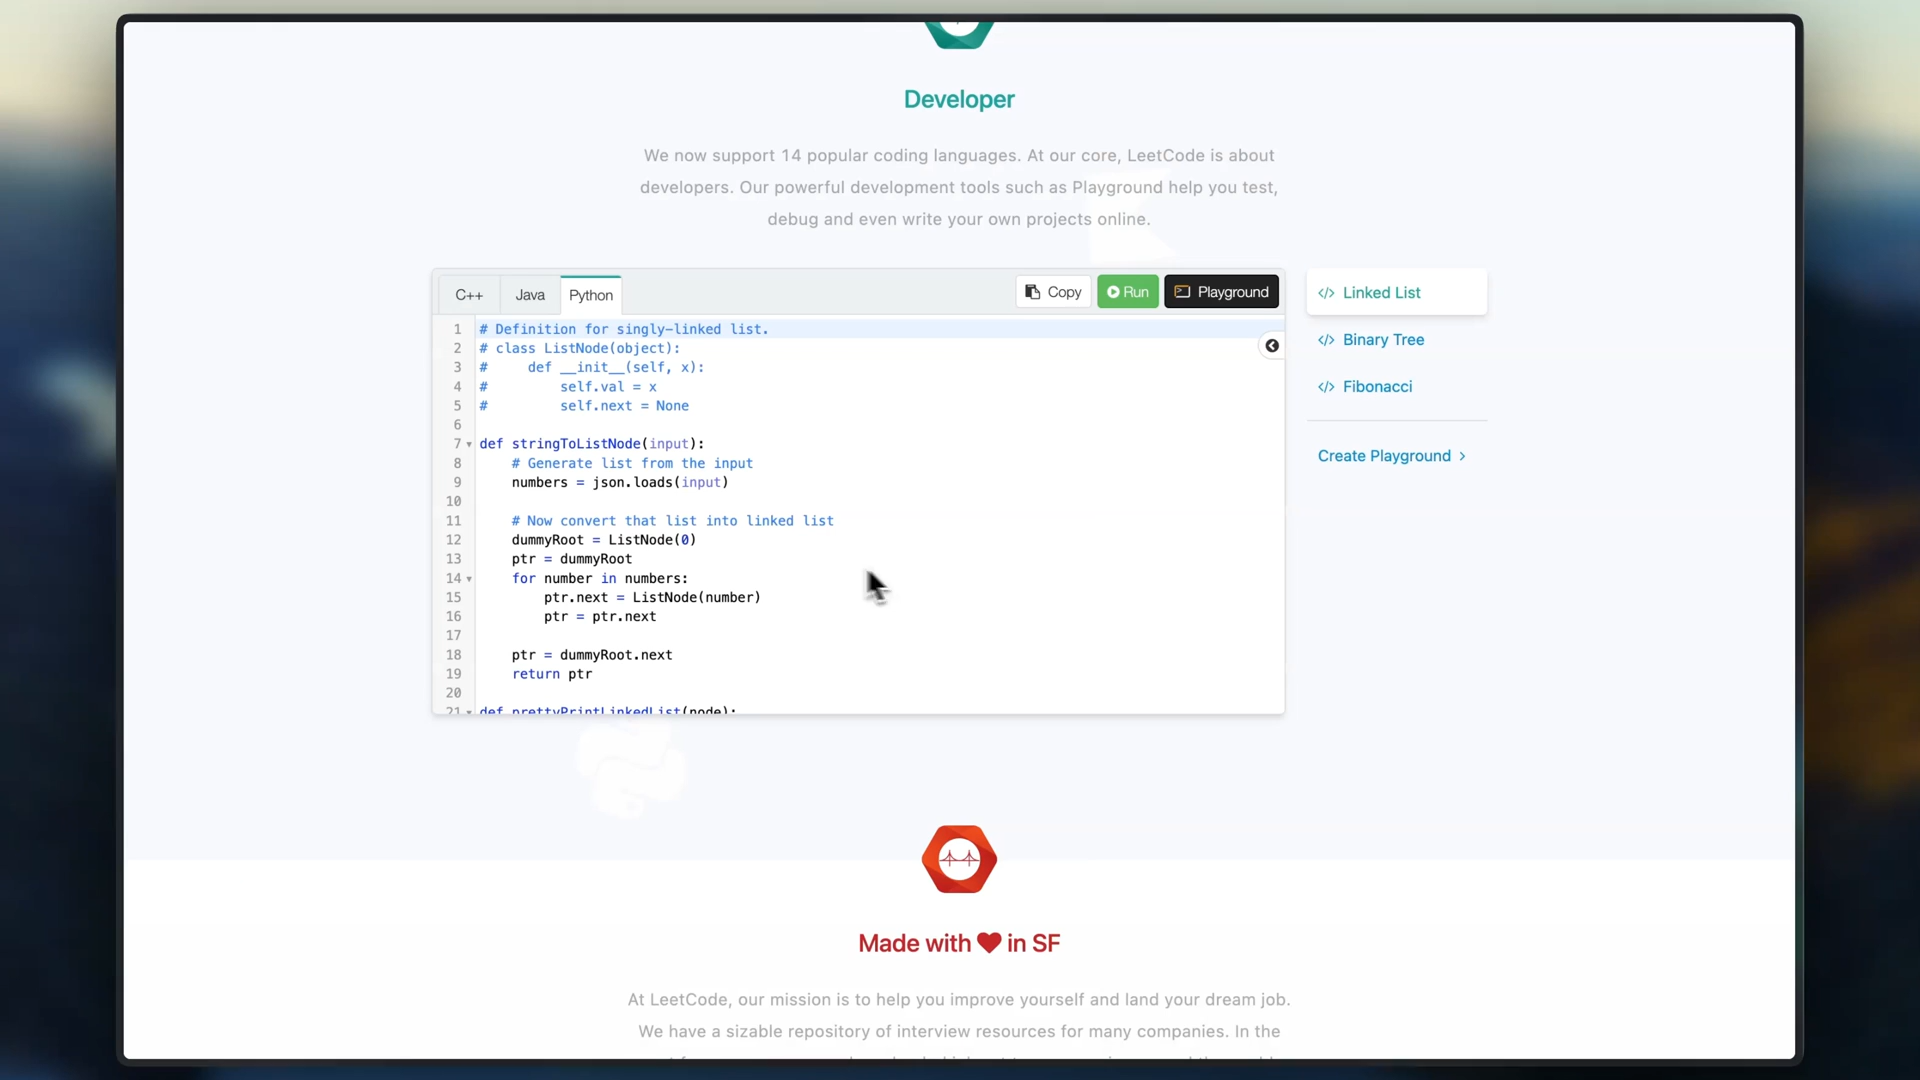 Developer
We now support 14 popular coding languages. At our core, LeetCode is about
developers. Our powerful development tools such as Playground help you test,
debug and even write your own projects online.
C++ Java Python Copy Run Playground
1 # Definition for singly-linked list.
2 # class ListNode(object):
3 #     def __init__(self, x):
4 #         self.val = x
5 #         self.next = None
6
7 def stringToListNode(input):
8     # Generate list from the input
9     numbers = json.loads(input)
10
11     # Now convert that list into linked list
12     dummyRoot = ListNode(0)
13     ptr = dummyRoot
14     for number in numbers:
15         ptr.next = ListNode(number)
16         ptr = ptr.next
17
18     ptr = dummyRoot.next
19     return ptr
20
21 def prettyPrintLinkedList(node):
</> Linked List
</> Binary Tree
</> Fibonacci
Create Playground >
Made with ❤ in SF
At LeetCode, our mission is to help you improve yourself and land your dream job.
We have a sizable repository of interview resources for many companies. In the